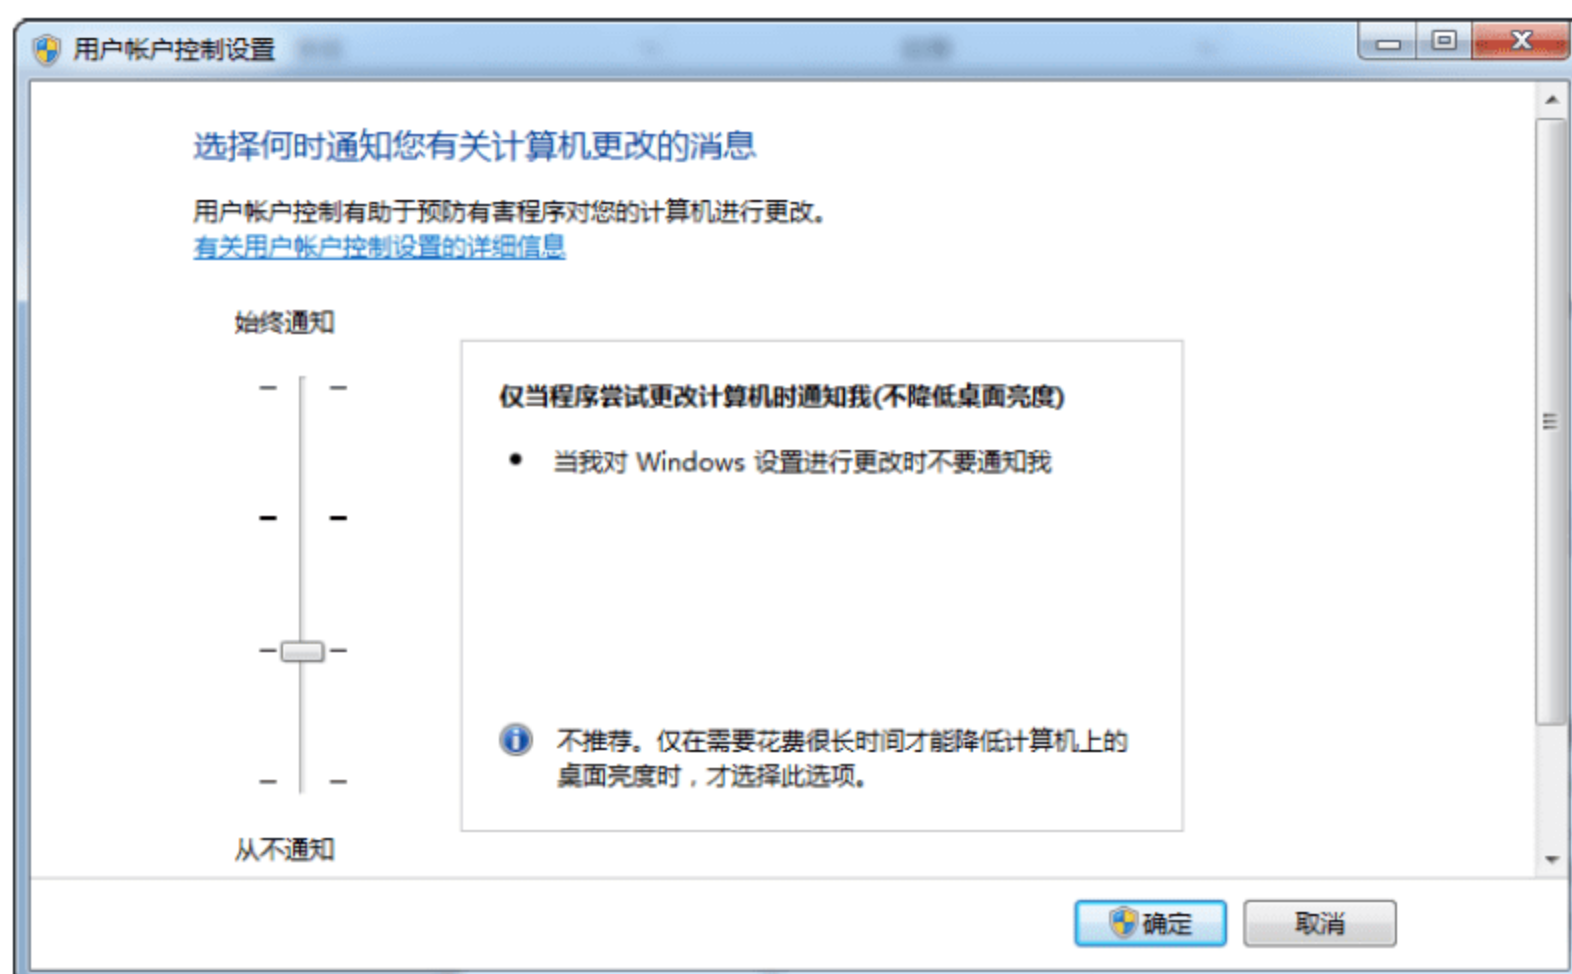 用户帐户控制设置
选择何时通知您有关计算机更改的消息
用户帐户控制有助于预防有害程序对您的计算机进行更改。
有关用户帐户控制设置的详细信息
始终通知
仅当程序尝试更改计算机时通知我(不降低桌面亮度)
• 当我对 Windows 设置进行更改时不要通知我
不推荐。仅在需要花费很长时间才能降低计算机上的
桌面亮度时，才选择此选项。
从不通知
确定
取消